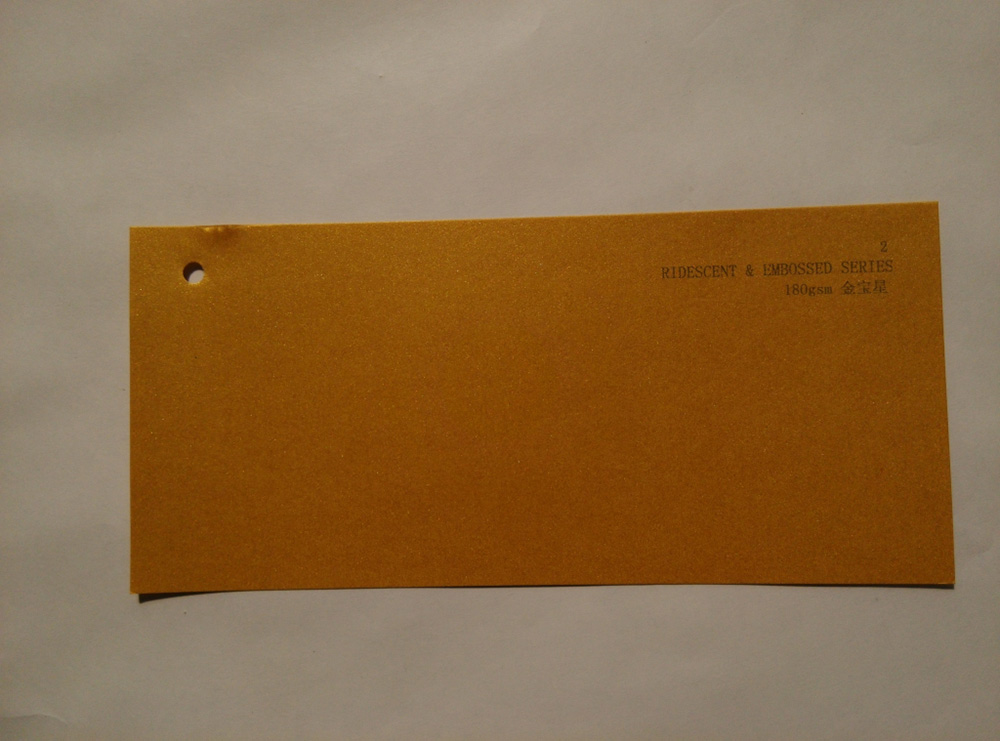 2
RIDESCENT & EMBOSSED SERIES
180gsm 金宝星